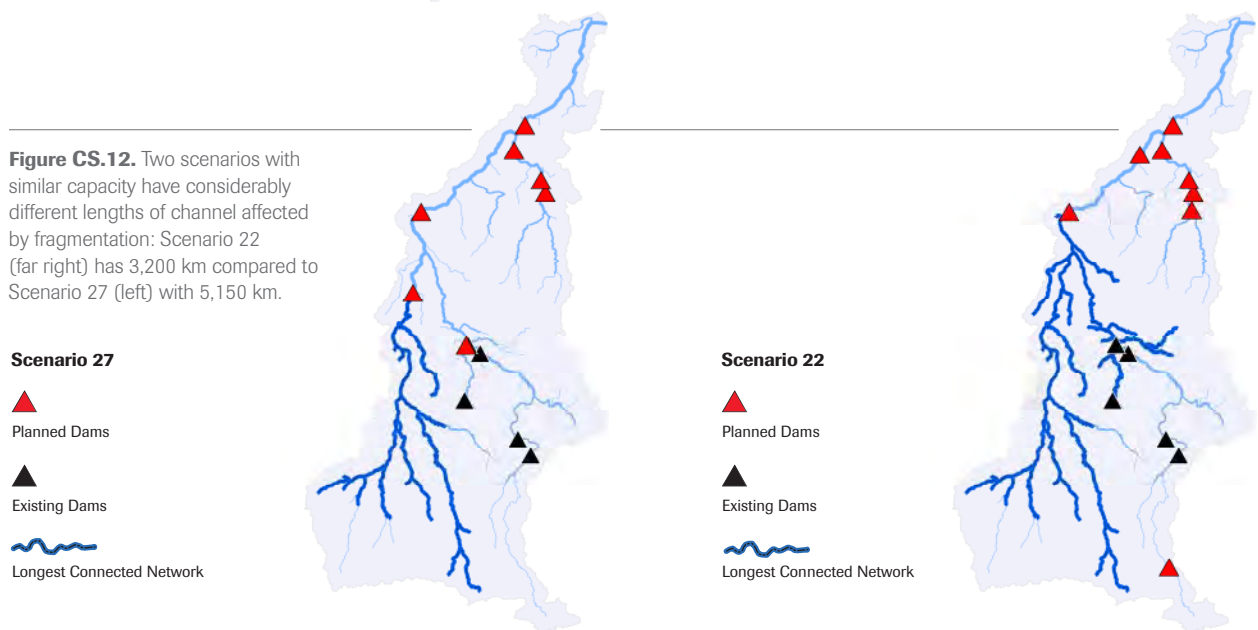 Figure CS.12. Two scenarios with
similar capacity have considerably
different lengths of channel affected
by fragmentation: Scenario 22
(far right) has 3,200 km compared to
Scenario 27 (left) with 5,150 km.
Scenario 27
Planned Dams
Existing Dams
Longest Connected Network
Scenario 22
Planned Dams
Existing Dams
Longest Connected Network